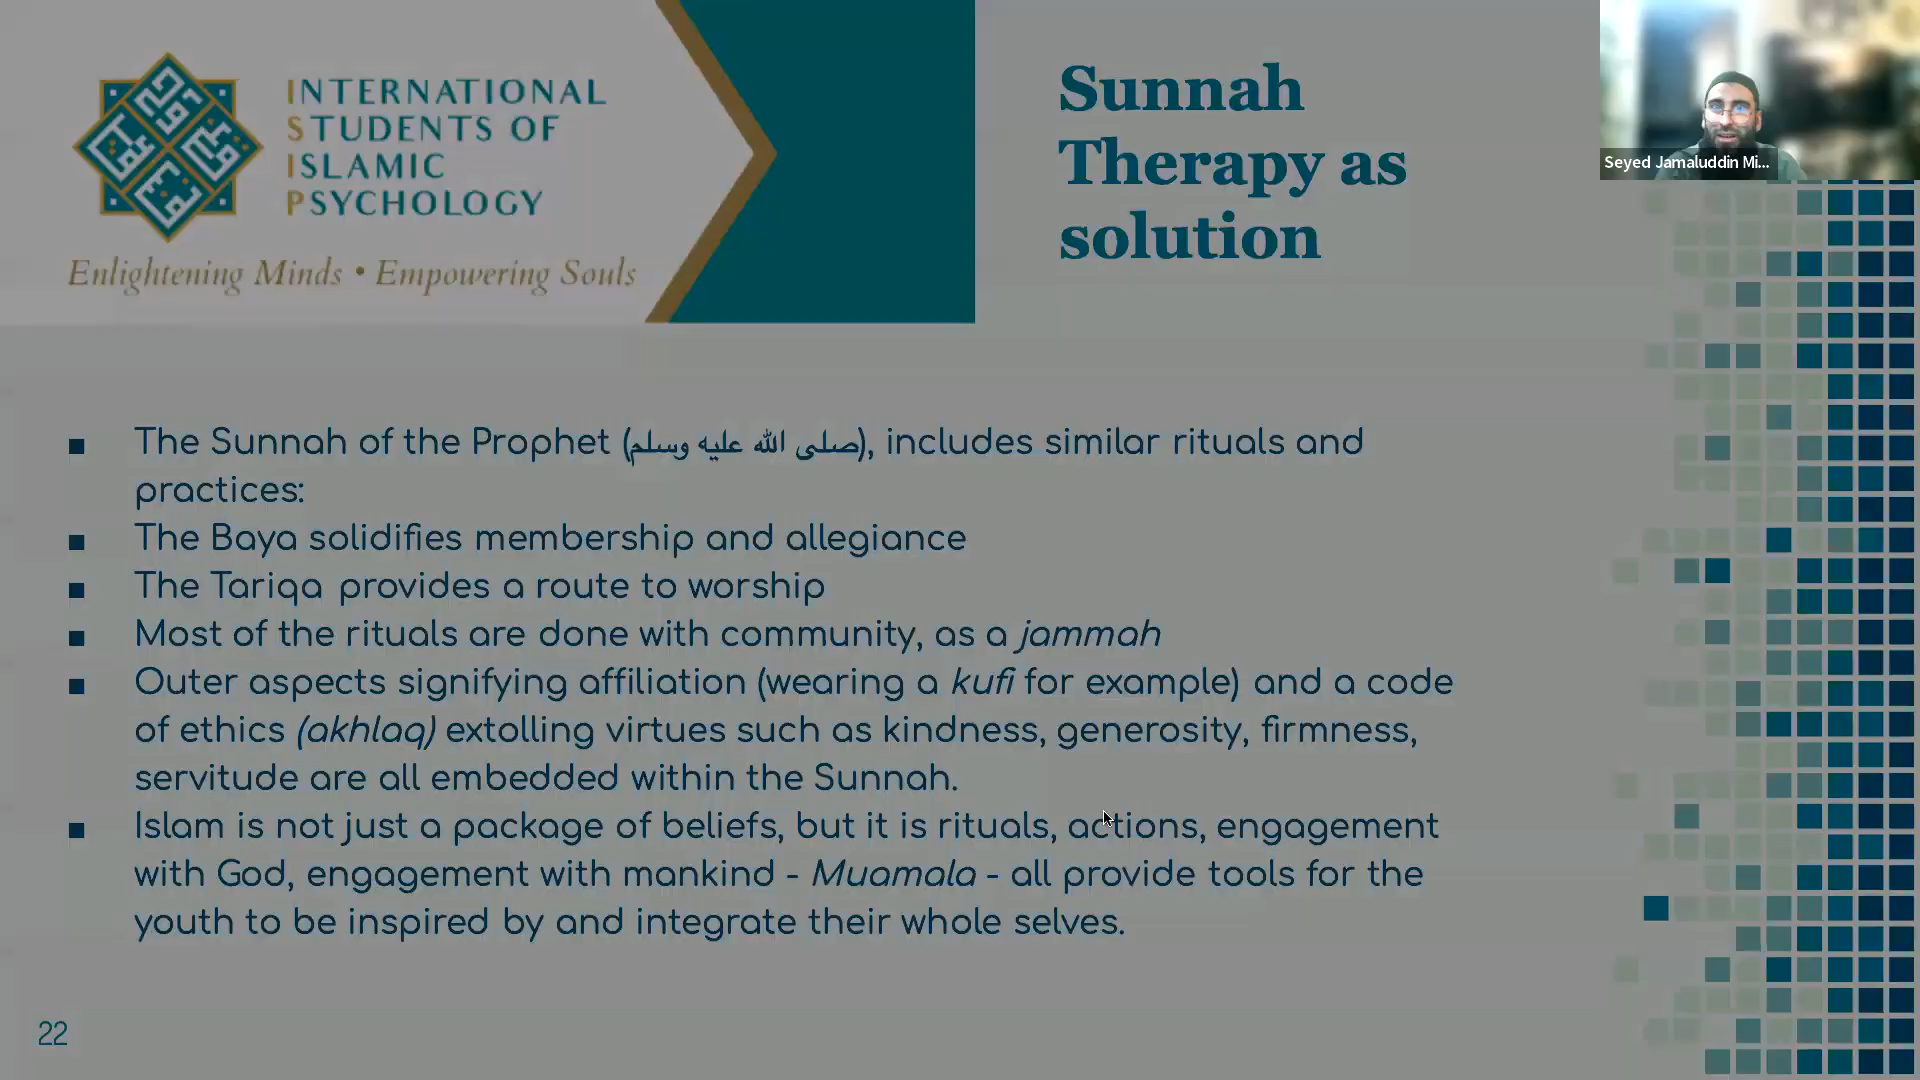 INTERNATIONAL
STUDENTS OF
ISLAMIC
PSYCHOLOGY
Enlightening Minds • Empowering Souls
Sunnah
Therapy as
solution
Seyed Jamaluddin Mi...
■ The Sunnah of the Prophet (صلى الله عليه وسلم), includes similar rituals and
practices:
■ The Baya solidifies membership and allegiance
■ The Tariqa provides a route to worship
■ Most of the rituals are done with community, as a jammah
■ Outer aspects signifying affiliation (wearing a kufi for example) and a code
of ethics (akhlaq) extolling virtues such as kindness, generosity, firmness,
servitude are all embedded within the Sunnah.
■ Islam is not just a package of beliefs, but it is rituals, actions, engagement
with God, engagement with mankind - Muamala - all provide tools for the
youth to be inspired by and integrate their whole selves.
22